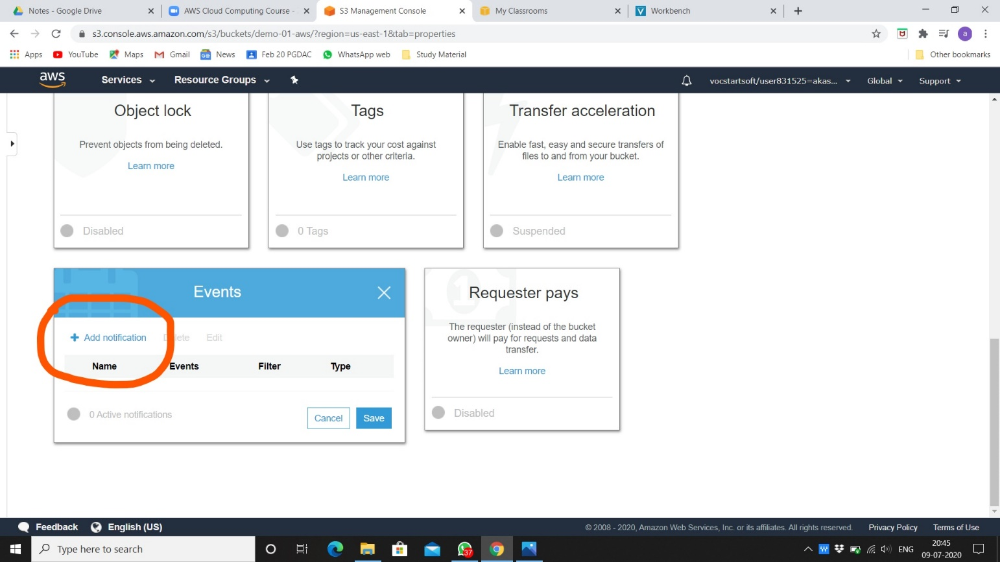 Notes - Google Drive
AWS Cloud Computing Course -
S3 Management Console
My Classrooms
Workbench
s3.console.aws.amazon.com/s3/buckets/demo-01-aws/?region=us-east-1&tab=properties
a
Apps
YouTube
Maps
Gmail
News
Feb 20 PGDAC
WhatsApp web
Study Material
Other bookmarks
aws
Services
Resource Groups
vocstartsoft/user831525=akas...
Global
Support
Object lock
Prevent objects from being deleted.
Learn more
Disabled
Tags
Use tags to track your cost against
projects or other criteria.
Learn more
0 Tags
Transfer acceleration
Enable fast, easy and secure transfers of
files to and from your bucket.
Learn more
Suspended
Events
+ Add notification
Edit
Name Events Filter Type
0 Active notifications
Cancel
Save
Requester pays
The requester (instead of the bucket
owner) will pay for requests and data
transfer.
Learn more
Disabled
Feedback
English (US)
© 2008 - 2020, Amazon Web Services, Inc. or its affiliates. All rights reserved.
Privacy Policy
Terms of Use
Type here to search
37
ENG
20:45
09-07-2020